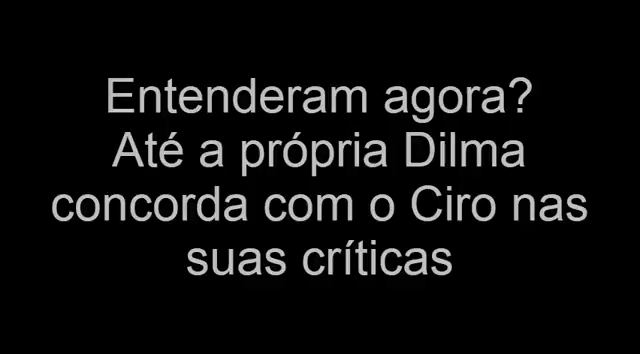 Entenderam agora?
Até a própria Dilma
concorda com o Ciro nas
suas críticas